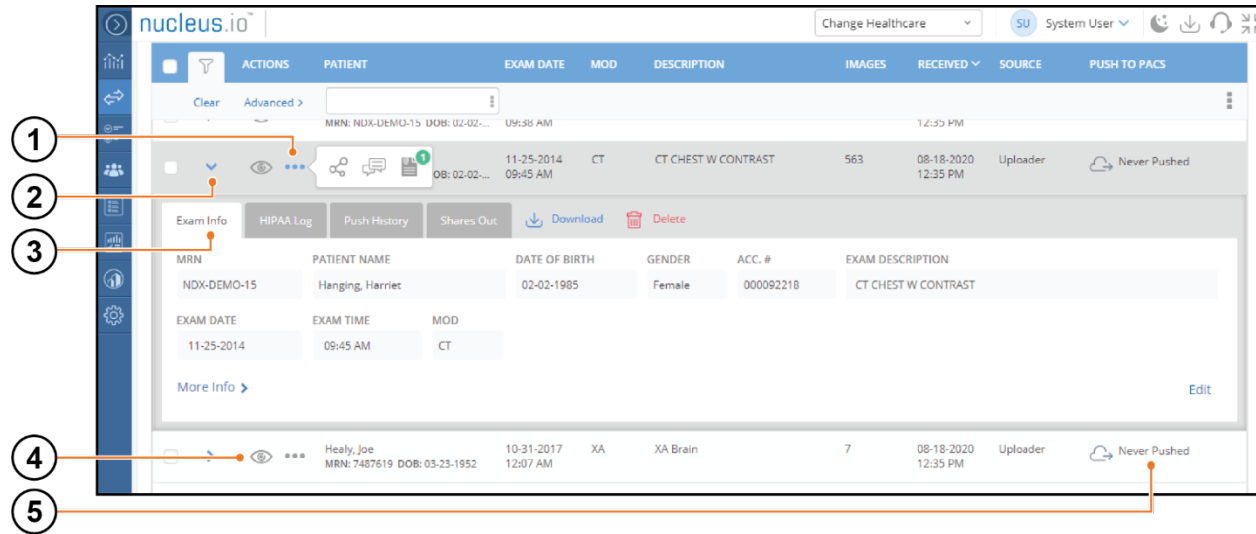 nucleus.io™
Change Healthcare
SU System User
ACTIONS PATIENT EXAM DATE MOD DESCRIPTION IMAGES RECEIVED SOURCE PUSH TO PACS
Clear Advanced >
MRN: NDX-DEMO-15 DOB: 02-02-... 09:38 AM 12:35 PM
1
1
11-25-2014 CT CT CHEST W CONTRAST 563 08-18-2020 Uploader Never Pushed
OB: 02-02-... 09:45 AM 12:35 PM
2
Exam Info HIPAA Log Push History Shares Out Download Delete
3
MRN PATIENT NAME DATE OF BIRTH GENDER ACC. # EXAM DESCRIPTION
NDX-DEMO-15 Hanging, Harriet 02-02-1985 Female 000092218 CT CHEST W CONTRAST
EXAM DATE EXAM TIME MOD
11-25-2014 09:45 AM CT
More Info > Edit
4
Healy, Joe 10-31-2017 XA XA Brain 7 08-18-2020 Uploader Never Pushed
MRN: 7487619 DOB: 03-23-1952 12:07 AM 12:35 PM
5